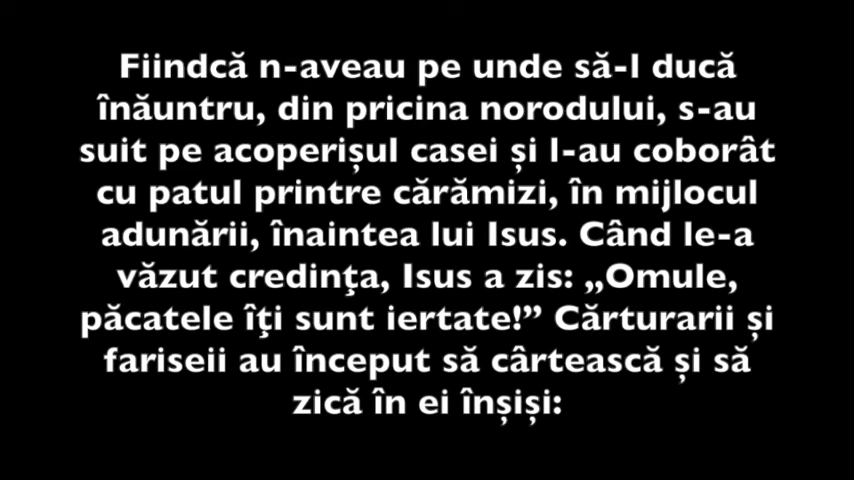 Fiindcă n-aveau pe unde să-l ducă
înăuntru, din pricina norodului, s-au
suit pe acoperișul casei și l-au coborât
cu patul printre cărămizi, în mijlocul
adunării, înaintea lui Isus. Când le-a
văzut credinţa, Isus a zis: „Omule,
păcatele îţi sunt iertate!” Cărturarii și
fariseii au început să cârtească și să
zică în ei înșiși: